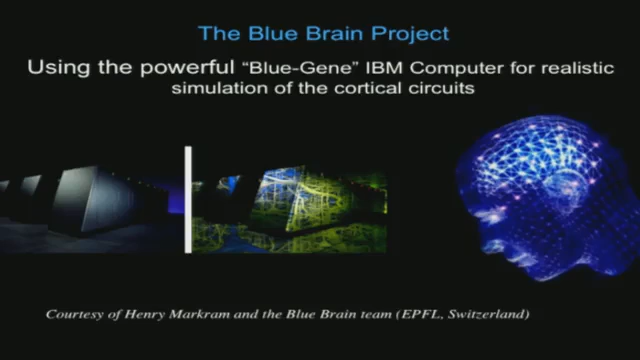 The Blue Brain Project
Using the powerful “Blue-Gene” IBM Computer for realistic
simulation of the cortical circuits
Courtesy of Henry Markram and the Blue Brain team (EPFL, Switzerland)